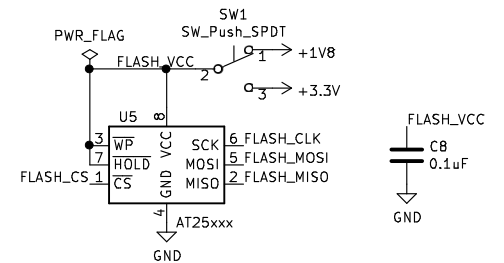 SW1
SW_Push_SPDT
PWR_FLAG
FLASH_VCC
1
+1V8
2
3
+3.3V
U5
8
VCC
3
WP
7
HOLD
FLASH_CS
1
CS
SCK
6
FLASH_CLK
MOSI
5
FLASH_MOSI
MISO
2
FLASH_MISO
GND
4
AT25xxx
GND
FLASH_VCC
C8
0.1uF
GND